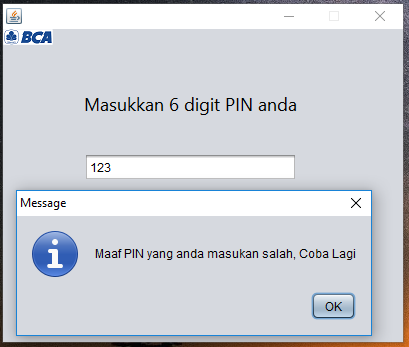 BCA
Masukkan 6 digit PIN anda
123
Message
Maaf PIN yang anda masukan salah, Coba Lagi
OK